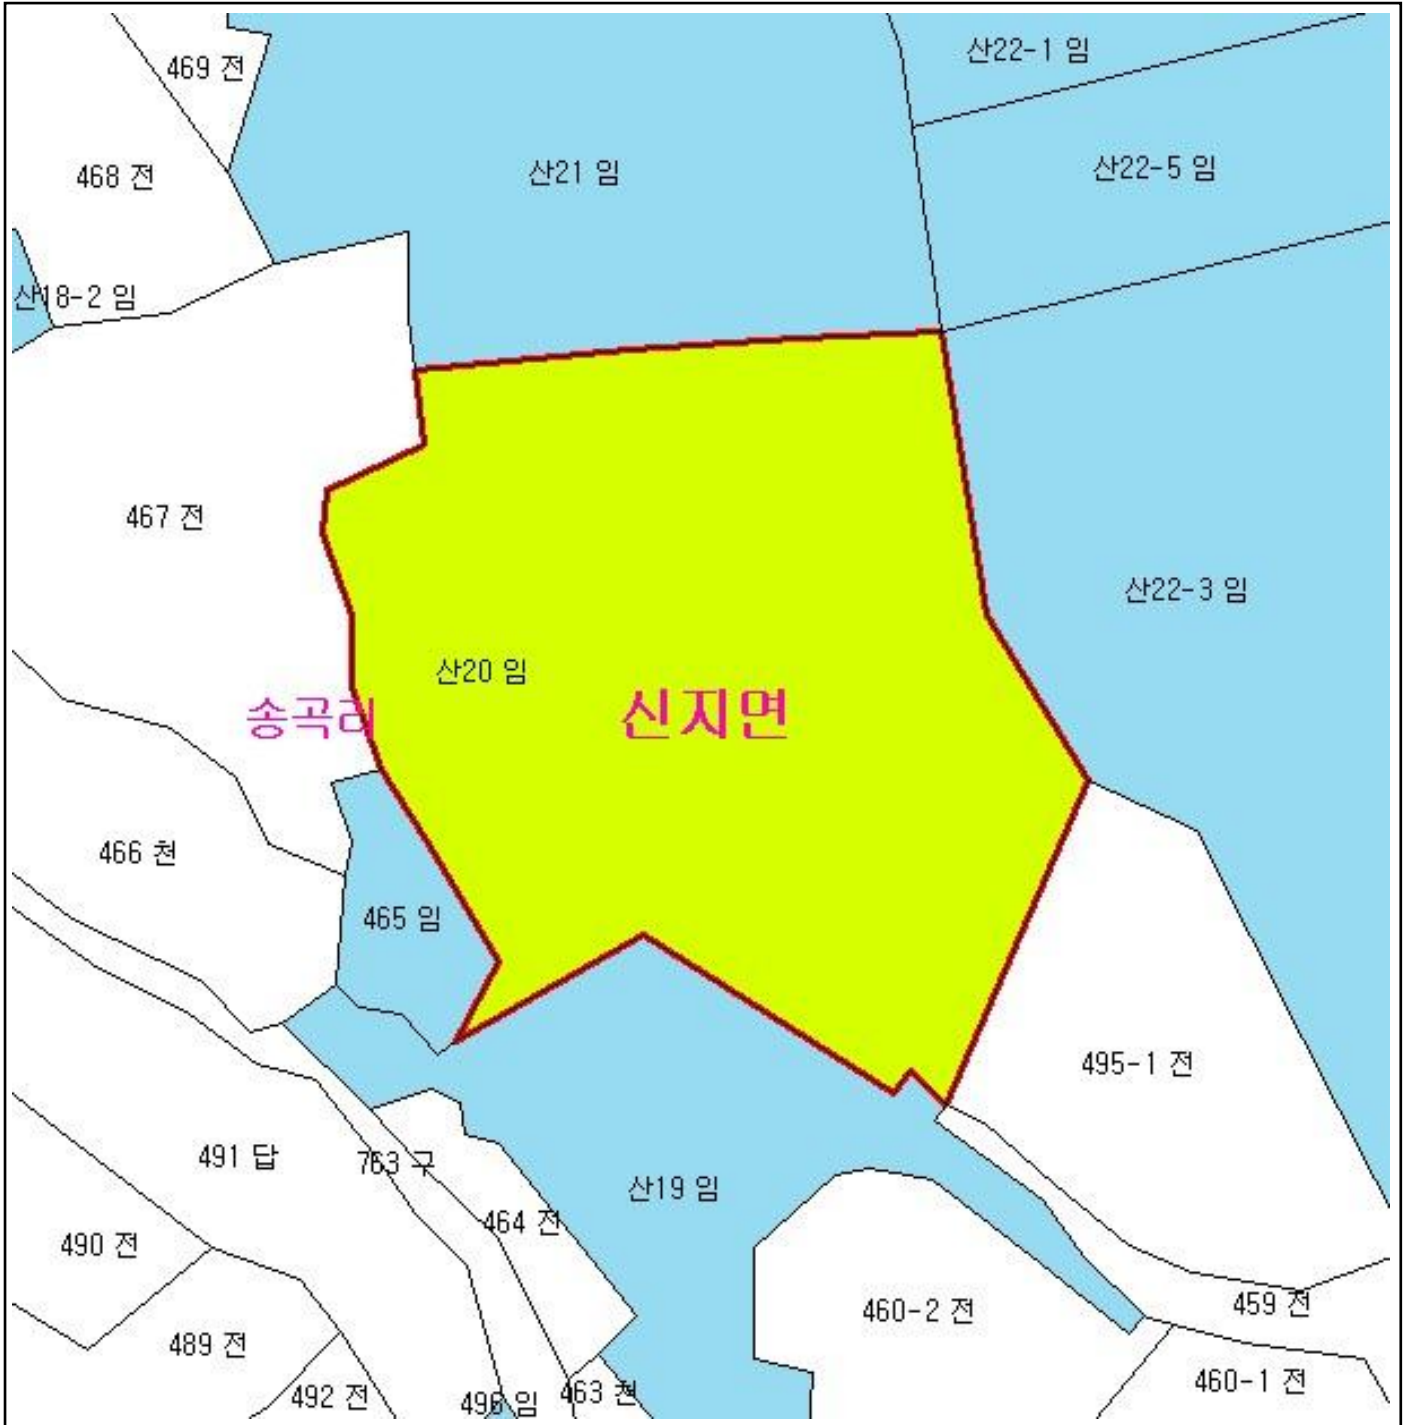 산22-1 임
469 전
산22-5 임
산21 임
468 전
산18-2 임
467 전
산22-3 임
산20 임
송곡리
신지면
466 천
465 임
495-1 전
491 답
763 구
산19 임
464 전
490 전
459 전
460-2 전
489 전
460-1 전
463 천
492 전
496 임